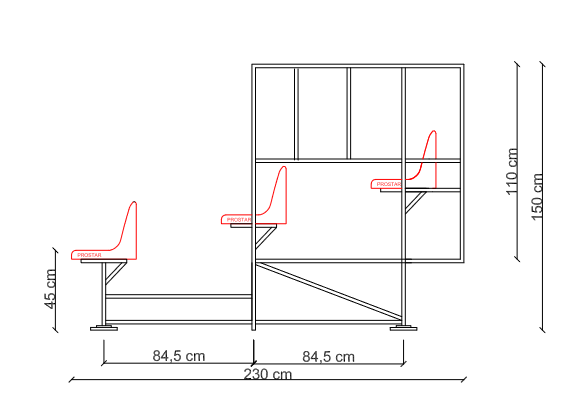 PROSTAR
PROSTAR
PROSTAR
110 cm
150 cm
45 cm
84,5 cm
84,5 cm
230 cm